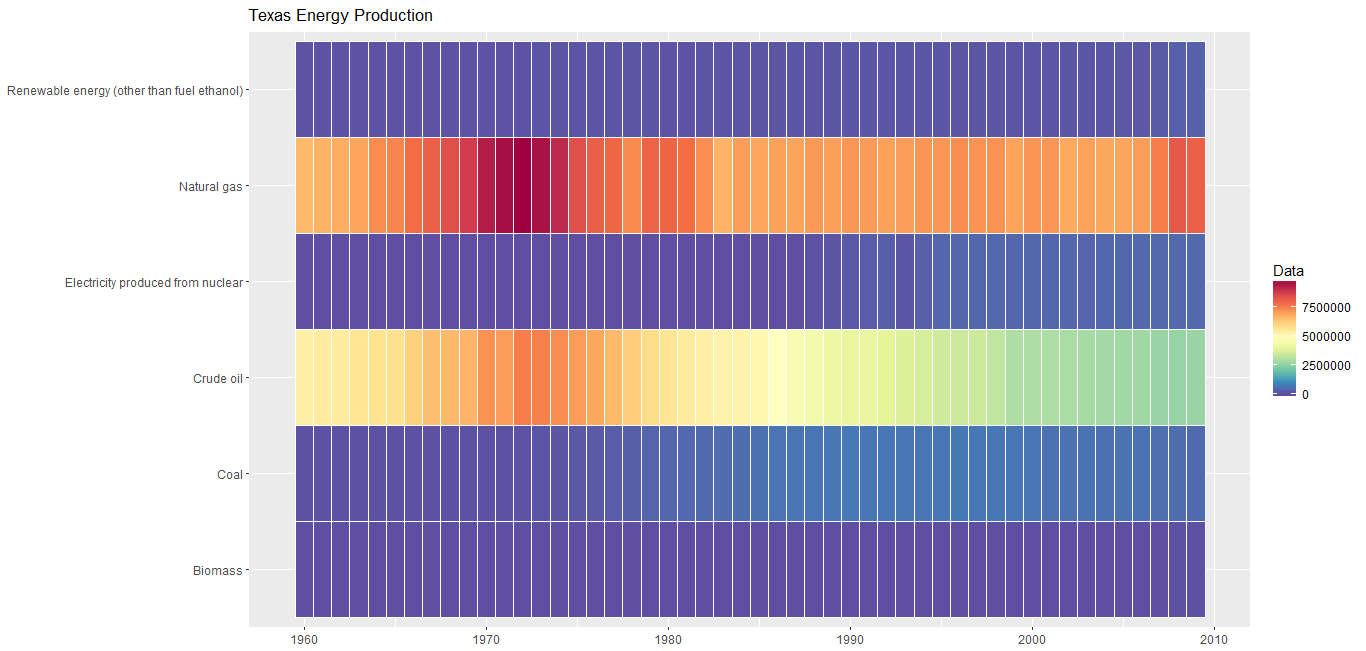 Texas Energy Production
Renewable energy (other than fuel ethanol)
Natural gas
Electricity produced from nuclear
Crude oil
Coal
Biomass
1960
1970
1980
1990
2000
2010
Data
7500000
5000000
2500000
0